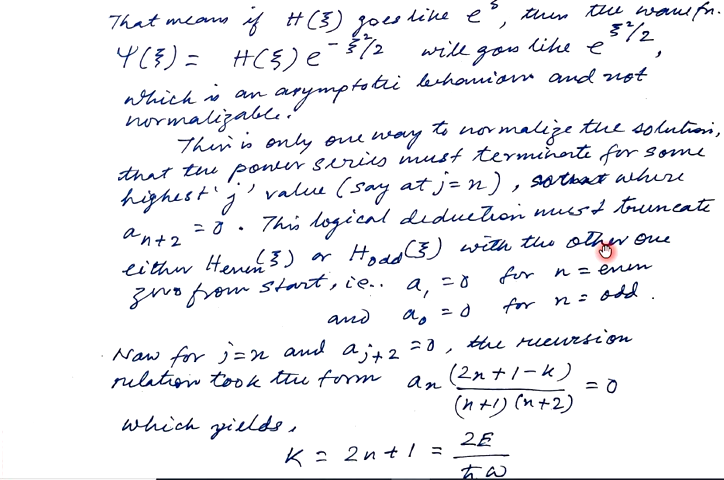 That means if H(ξ) goes like e^ξ², then the wavefn.
Ψ(ξ) = H(ξ) e^{-ξ²/2} will goes like e^{ξ²/2},
which is an asymptotic behaviour and not
normalizable.
This is only one way to normalize the solution,
that the power series must terminate for some
highest 'j' value (say at j=n), where
a_{n+2} = 0. This logical deduction must truncate
either H_even(ξ) or H_odd(ξ) with the other one
zero from start, i.e.. a₁ = 0 for n = even
and a₀ = 0 for n = odd.
Now for j=n and a_{j+2} = 0, the recursion
relation took the form a_n (2n+1-K)/((n+1)(n+2)) = 0
which yields,
K = 2n+1 = 2E/ħω